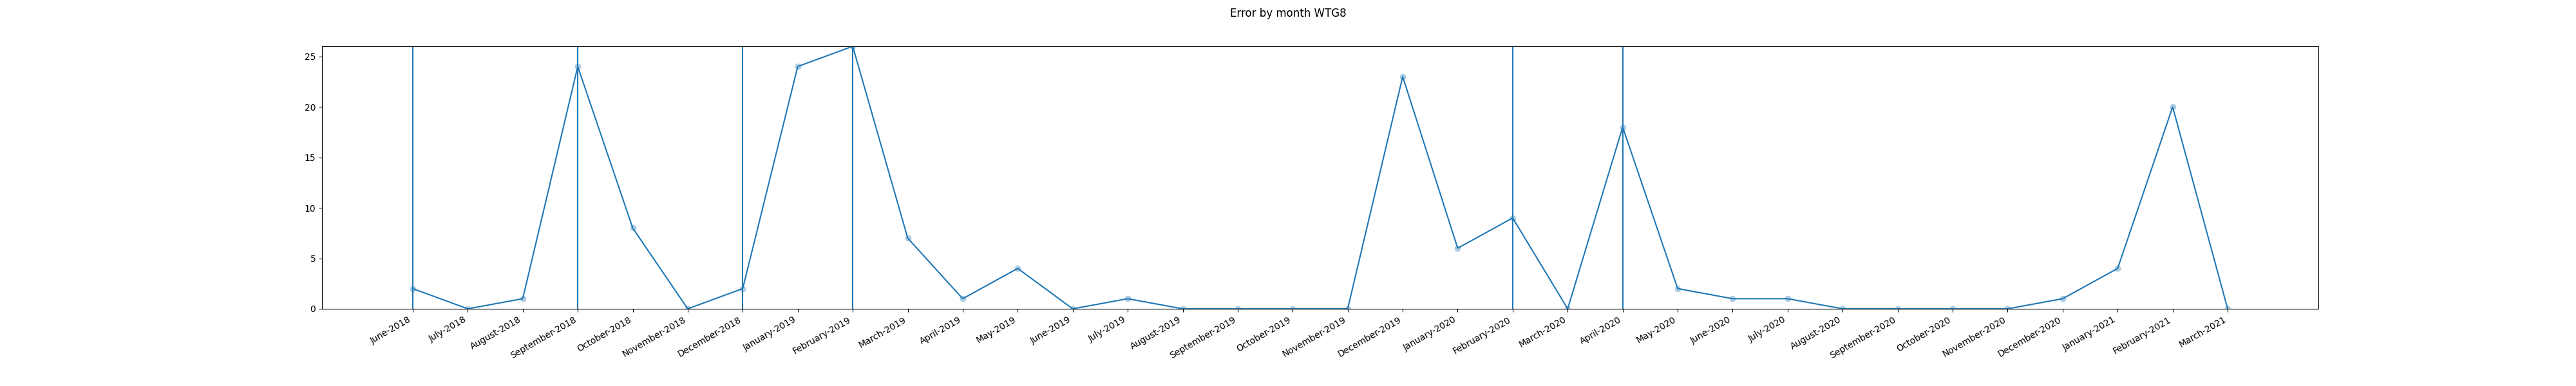 Error by month WTG8
25
20
15
10
5
0
June-2018
July-2018
August-2018
September-2018
October-2018
November-2018
December-2018
January-2019
February-2019
March-2019
April-2019
May-2019
June-2019
July-2019
August-2019
September-2019
October-2019
November-2019
December-2019
January-2020
February-2020
March-2020
April-2020
May-2020
June-2020
July-2020
August-2020
September-2020
October-2020
November-2020
December-2020
January-2021
February-2021
March-2021